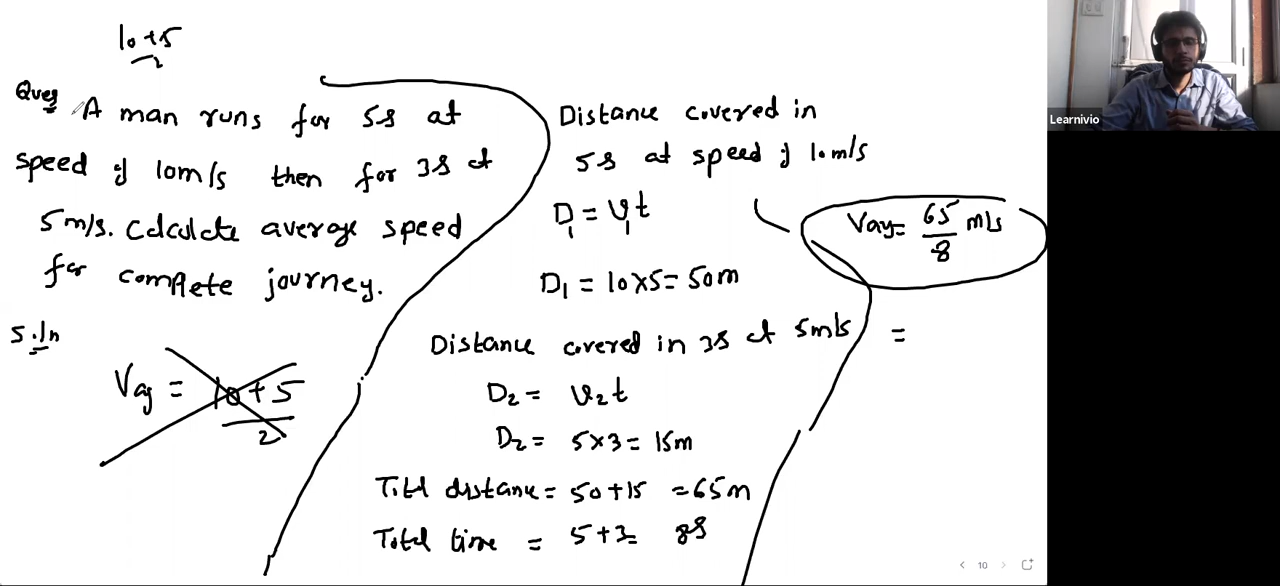 10+5
2
Ques A man runs for 5s at
speed of 10m/s then for 3s at
5m/s. Calculate average speed
for complete journey.
Soln
Vav = 10+5
2
Distance covered in
5s at speed of 10m/s
D1 = V1t
D1 = 10×5= 50m
Distance covered in 3s at 5m/s
D2 = V2t
D2 = 5×3= 15m
Total distance = 50+15 =65m
Total time = 5+3= 8s
Vav= 65 m/s
8
=
Learnivio
< 10 >